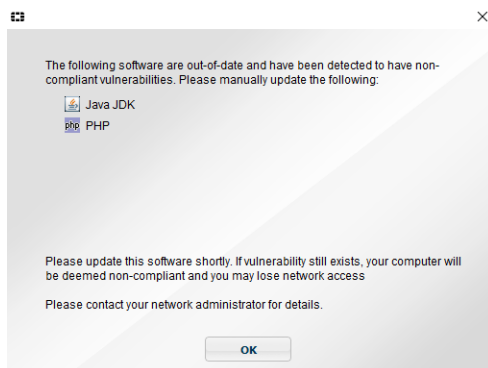 The following software are out-of-date and have been detected to have non-
compliant vulnerabilities. Please manually update the following:
Java JDK
php PHP
Please update this software shortly. If vulnerability still exists, your computer will
be deemed non-compliant and you may lose network access
Please contact your network administrator for details.
OK